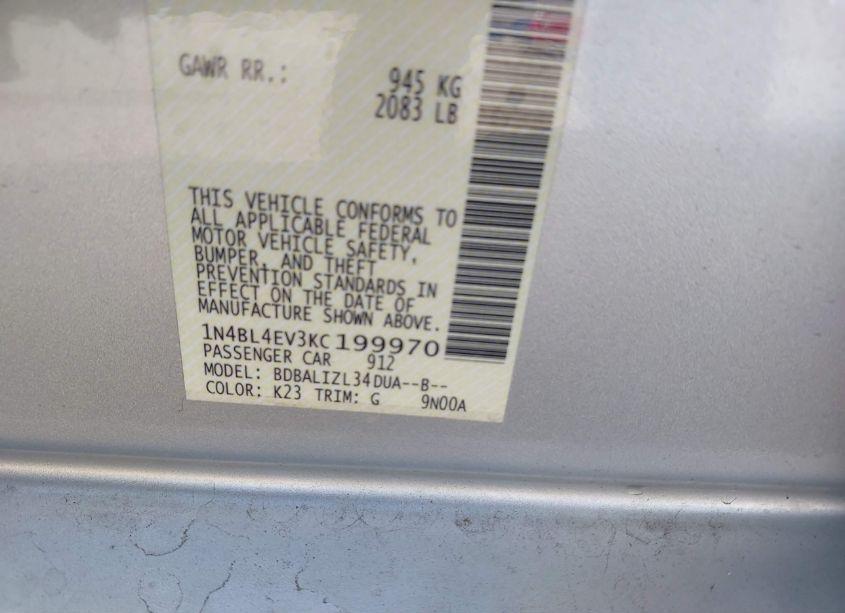 GAWR RR.: 945 KG
2083 LB
THIS VEHICLE CONFORMS TO
ALL APPLICABLE FEDERAL
MOTOR VEHICLE SAFETY,
BUMPER, AND THEFT
PREVENTION STANDARDS IN
EFFECT ON THE DATE OF
MANUFACTURE SHOWN ABOVE.
1N4BL4EV3KC199970
PASSENGER CAR 912
MODEL: BDBALIZL34DUA--B--
COLOR: K23 TRIM: G 9N00A